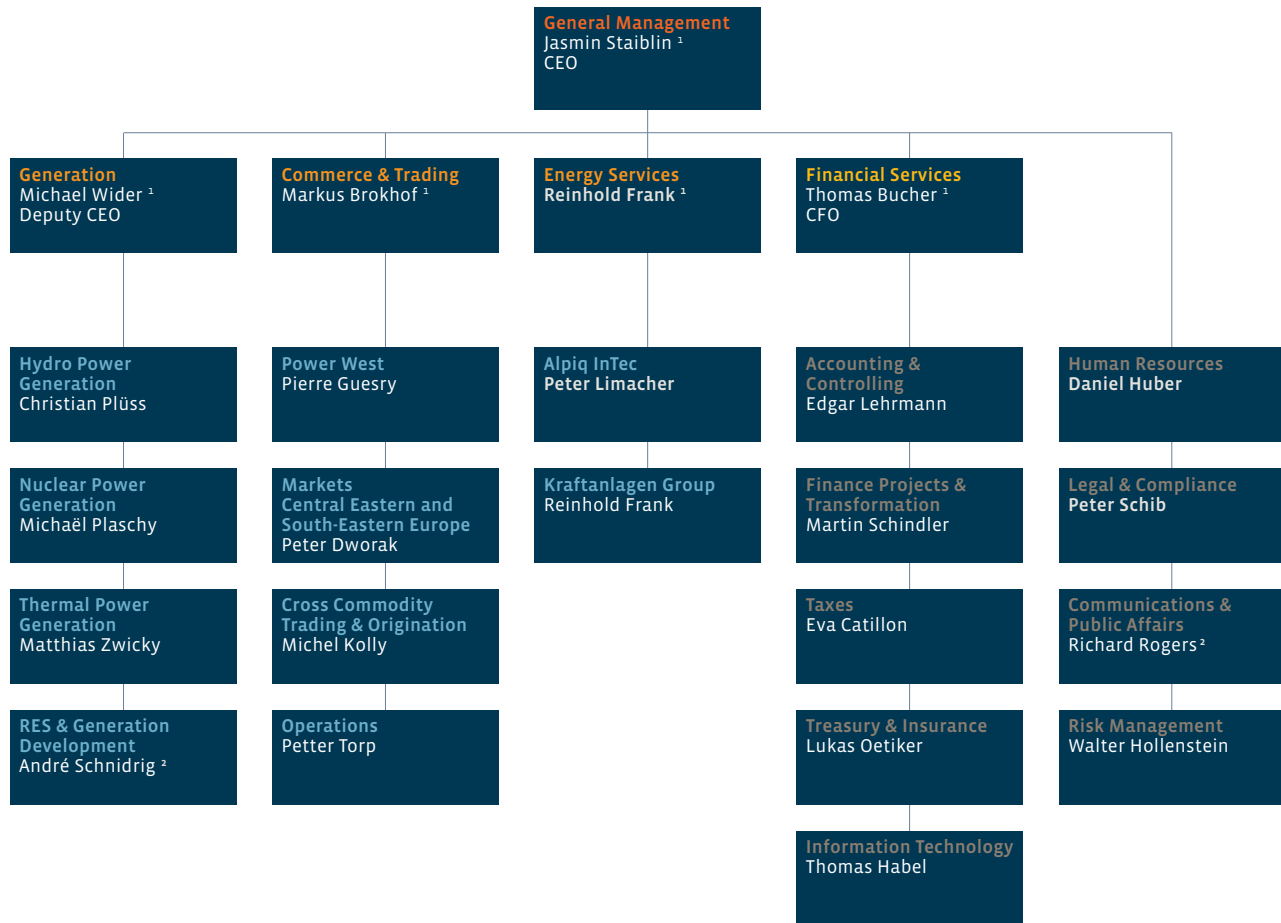 General Management
Jasmin Staiblin ¹
CEO
Generation
Michael Wider ¹
Deputy CEO
Commerce & Trading
Markus Brokhof ¹
Energy Services
Reinhold Frank ¹
Financial Services
Thomas Bucher ¹
CFO
Hydro Power
Generation
Christian Plüss
Power West
Pierre Guesry
Alpiq InTec
Peter Limacher
Accounting &
Controlling
Edgar Lehrmann
Human Resources
Daniel Huber
Nuclear Power
Generation
Michaël Plaschy
Markets
Central Eastern and
South-Eastern Europe
Peter Dworak
Kraftanlagen Group
Reinhold Frank
Finance Projects &
Transformation
Martin Schindler
Legal & Compliance
Peter Schib
Thermal Power
Generation
Matthias Zwicky
Cross Commodity
Trading & Origination
Michel Kolly
Taxes
Eva Catillon
Communications &
Public Affairs
Richard Rogers ²
RES & Generation
Development
André Schnidrig ²
Operations
Petter Torp
Treasury & Insurance
Lukas Oetiker
Risk Management
Walter Hollenstein
Information Technology
Thomas Habel